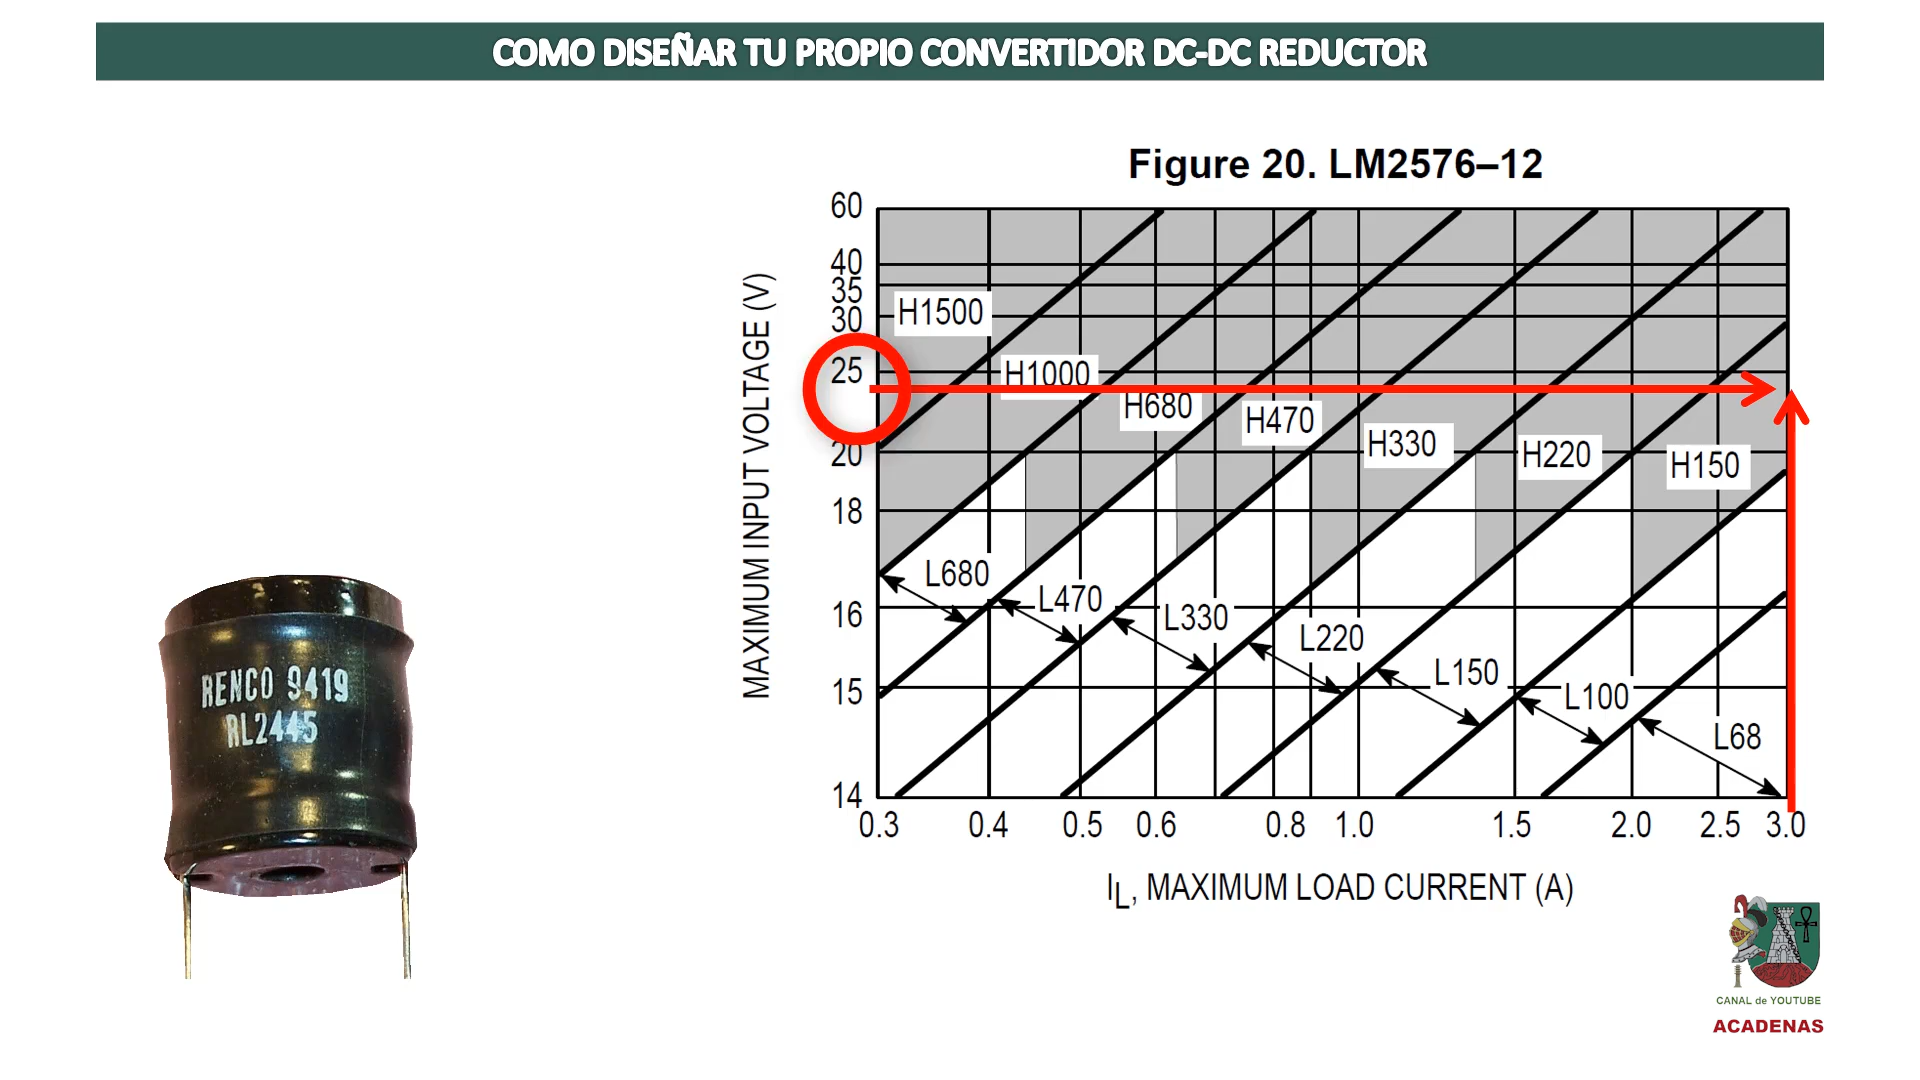 COMO DISEÑAR TU PROPIO CONVERTIDOR DC-DC REDUCTOR
Figure 20. LM2576–12
MAXIMUM INPUT VOLTAGE (V)
60
40
35
30
25
20
18
16
15
14
H1500
H1000
H680
H470
H330
H220
H150
L680
L470
L330
L220
L150
L100
L68
0.3 0.4 0.5 0.6 0.8 1.0 1.5 2.0 2.5 3.0
IL, MAXIMUM LOAD CURRENT (A)
RENCO 9419
RL2445
CANAL de YOUTUBE
ACADENAS